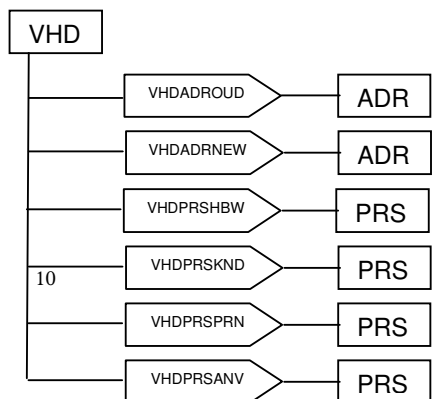 VHD
VHDADROUD ADR
VHDADRNEW ADR
VHDPRSHBW PRS
VHDPRSKND PRS
10
VHDPRSPRN PRS
VHDPRSANV PRS